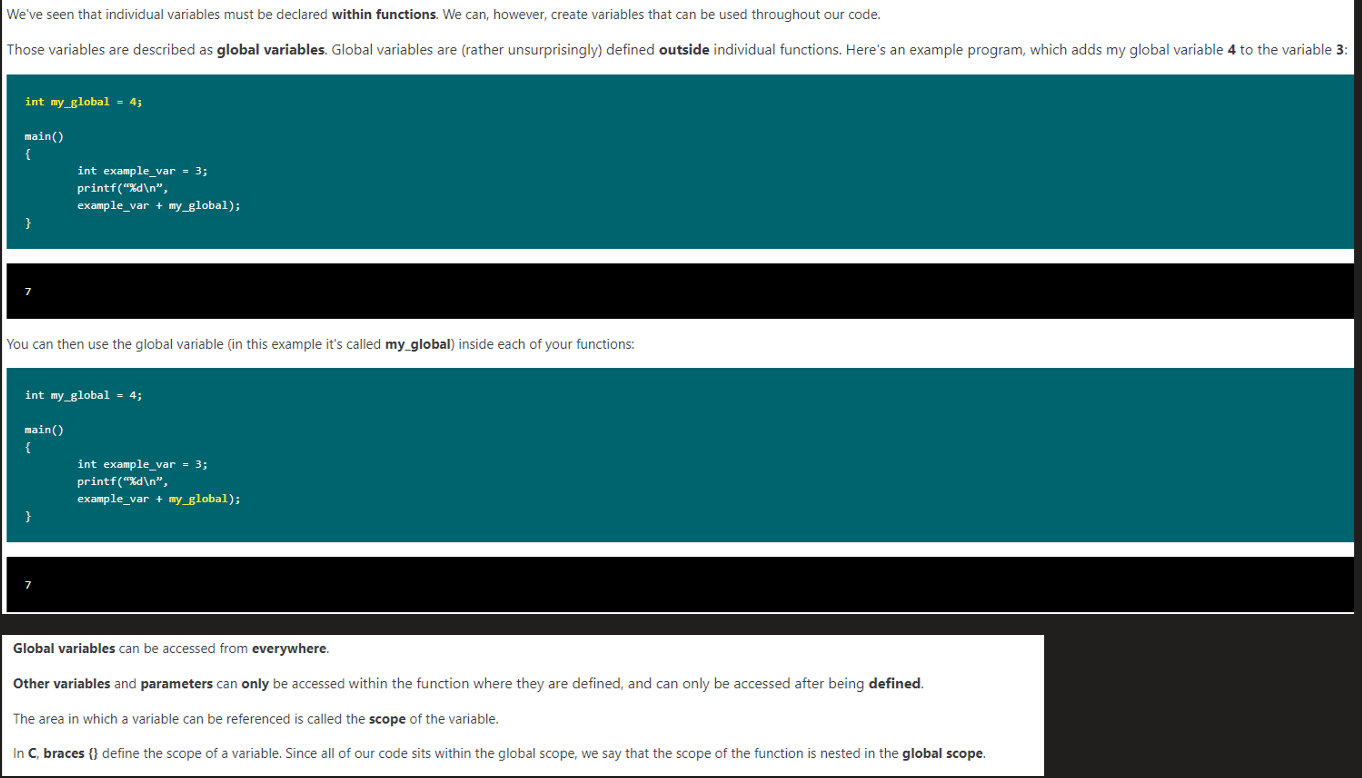 We've seen that individual variables must be declared within functions. We can, however, create variables that can be used throughout our code.
Those variables are described as global variables. Global variables are (rather unsurprisingly) defined outside individual functions. Here's an example program, which adds my global variable 4 to the variable 3:
int my_global = 4;
main()
{
int example_var = 3;
printf(“%d\n”,
example_var + my_global);
}
7
You can then use the global variable (in this example it's called my_global) inside each of your functions:
int my_global = 4;
main()
{
int example_var = 3;
printf(“%d\n”,
example_var + my_global);
}
7
Global variables can be accessed from everywhere.
Other variables and parameters can only be accessed within the function where they are defined, and can only be accessed after being defined.
The area in which a variable can be referenced is called the scope of the variable.
In C, braces {} define the scope of a variable. Since all of our code sits within the global scope, we say that the scope of the function is nested in the global scope.